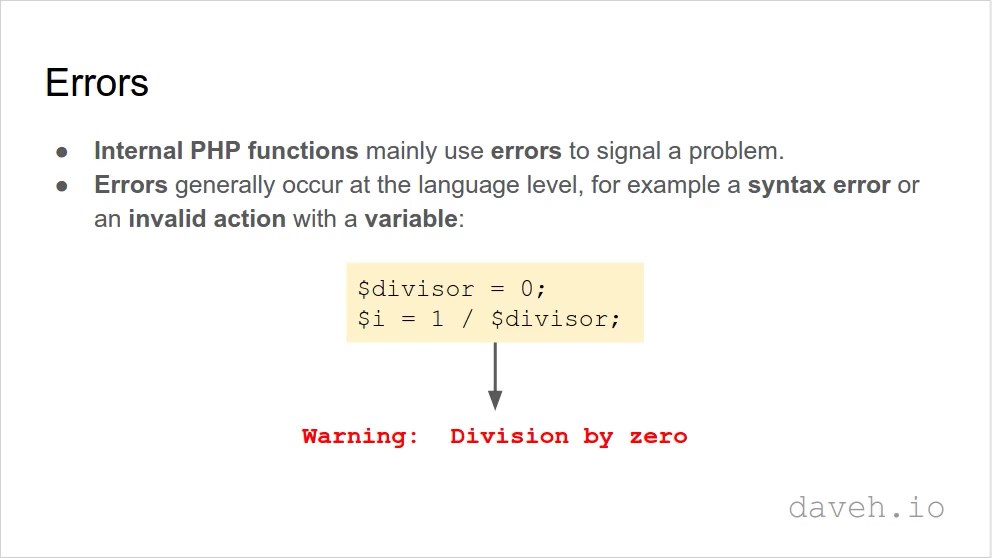 Errors
● Internal PHP functions mainly use errors to signal a problem.
● Errors generally occur at the language level, for example a syntax error or
an invalid action with a variable:
$divisor = 0;
$i = 1 / $divisor;
Warning:  Division by zero
daveh.io